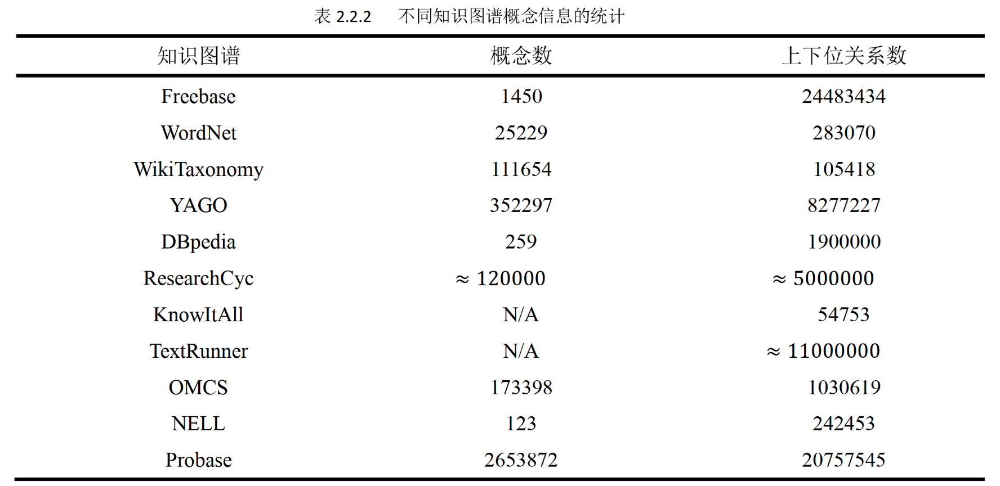 表 2.2.2 不同知识图谱概念信息的统计
知识图谱 概念数 上下位关系数
Freebase 1450 24483434
WordNet 25229 283070
WikiTaxonomy 111654 105418
YAGO 352297 8277227
DBpedia 259 1900000
ResearchCyc ≈ 120000 ≈ 5000000
KnowItAll N/A 54753
TextRunner N/A ≈ 11000000
OMCS 173398 1030619
NELL 123 242453
Probase 2653872 20757545